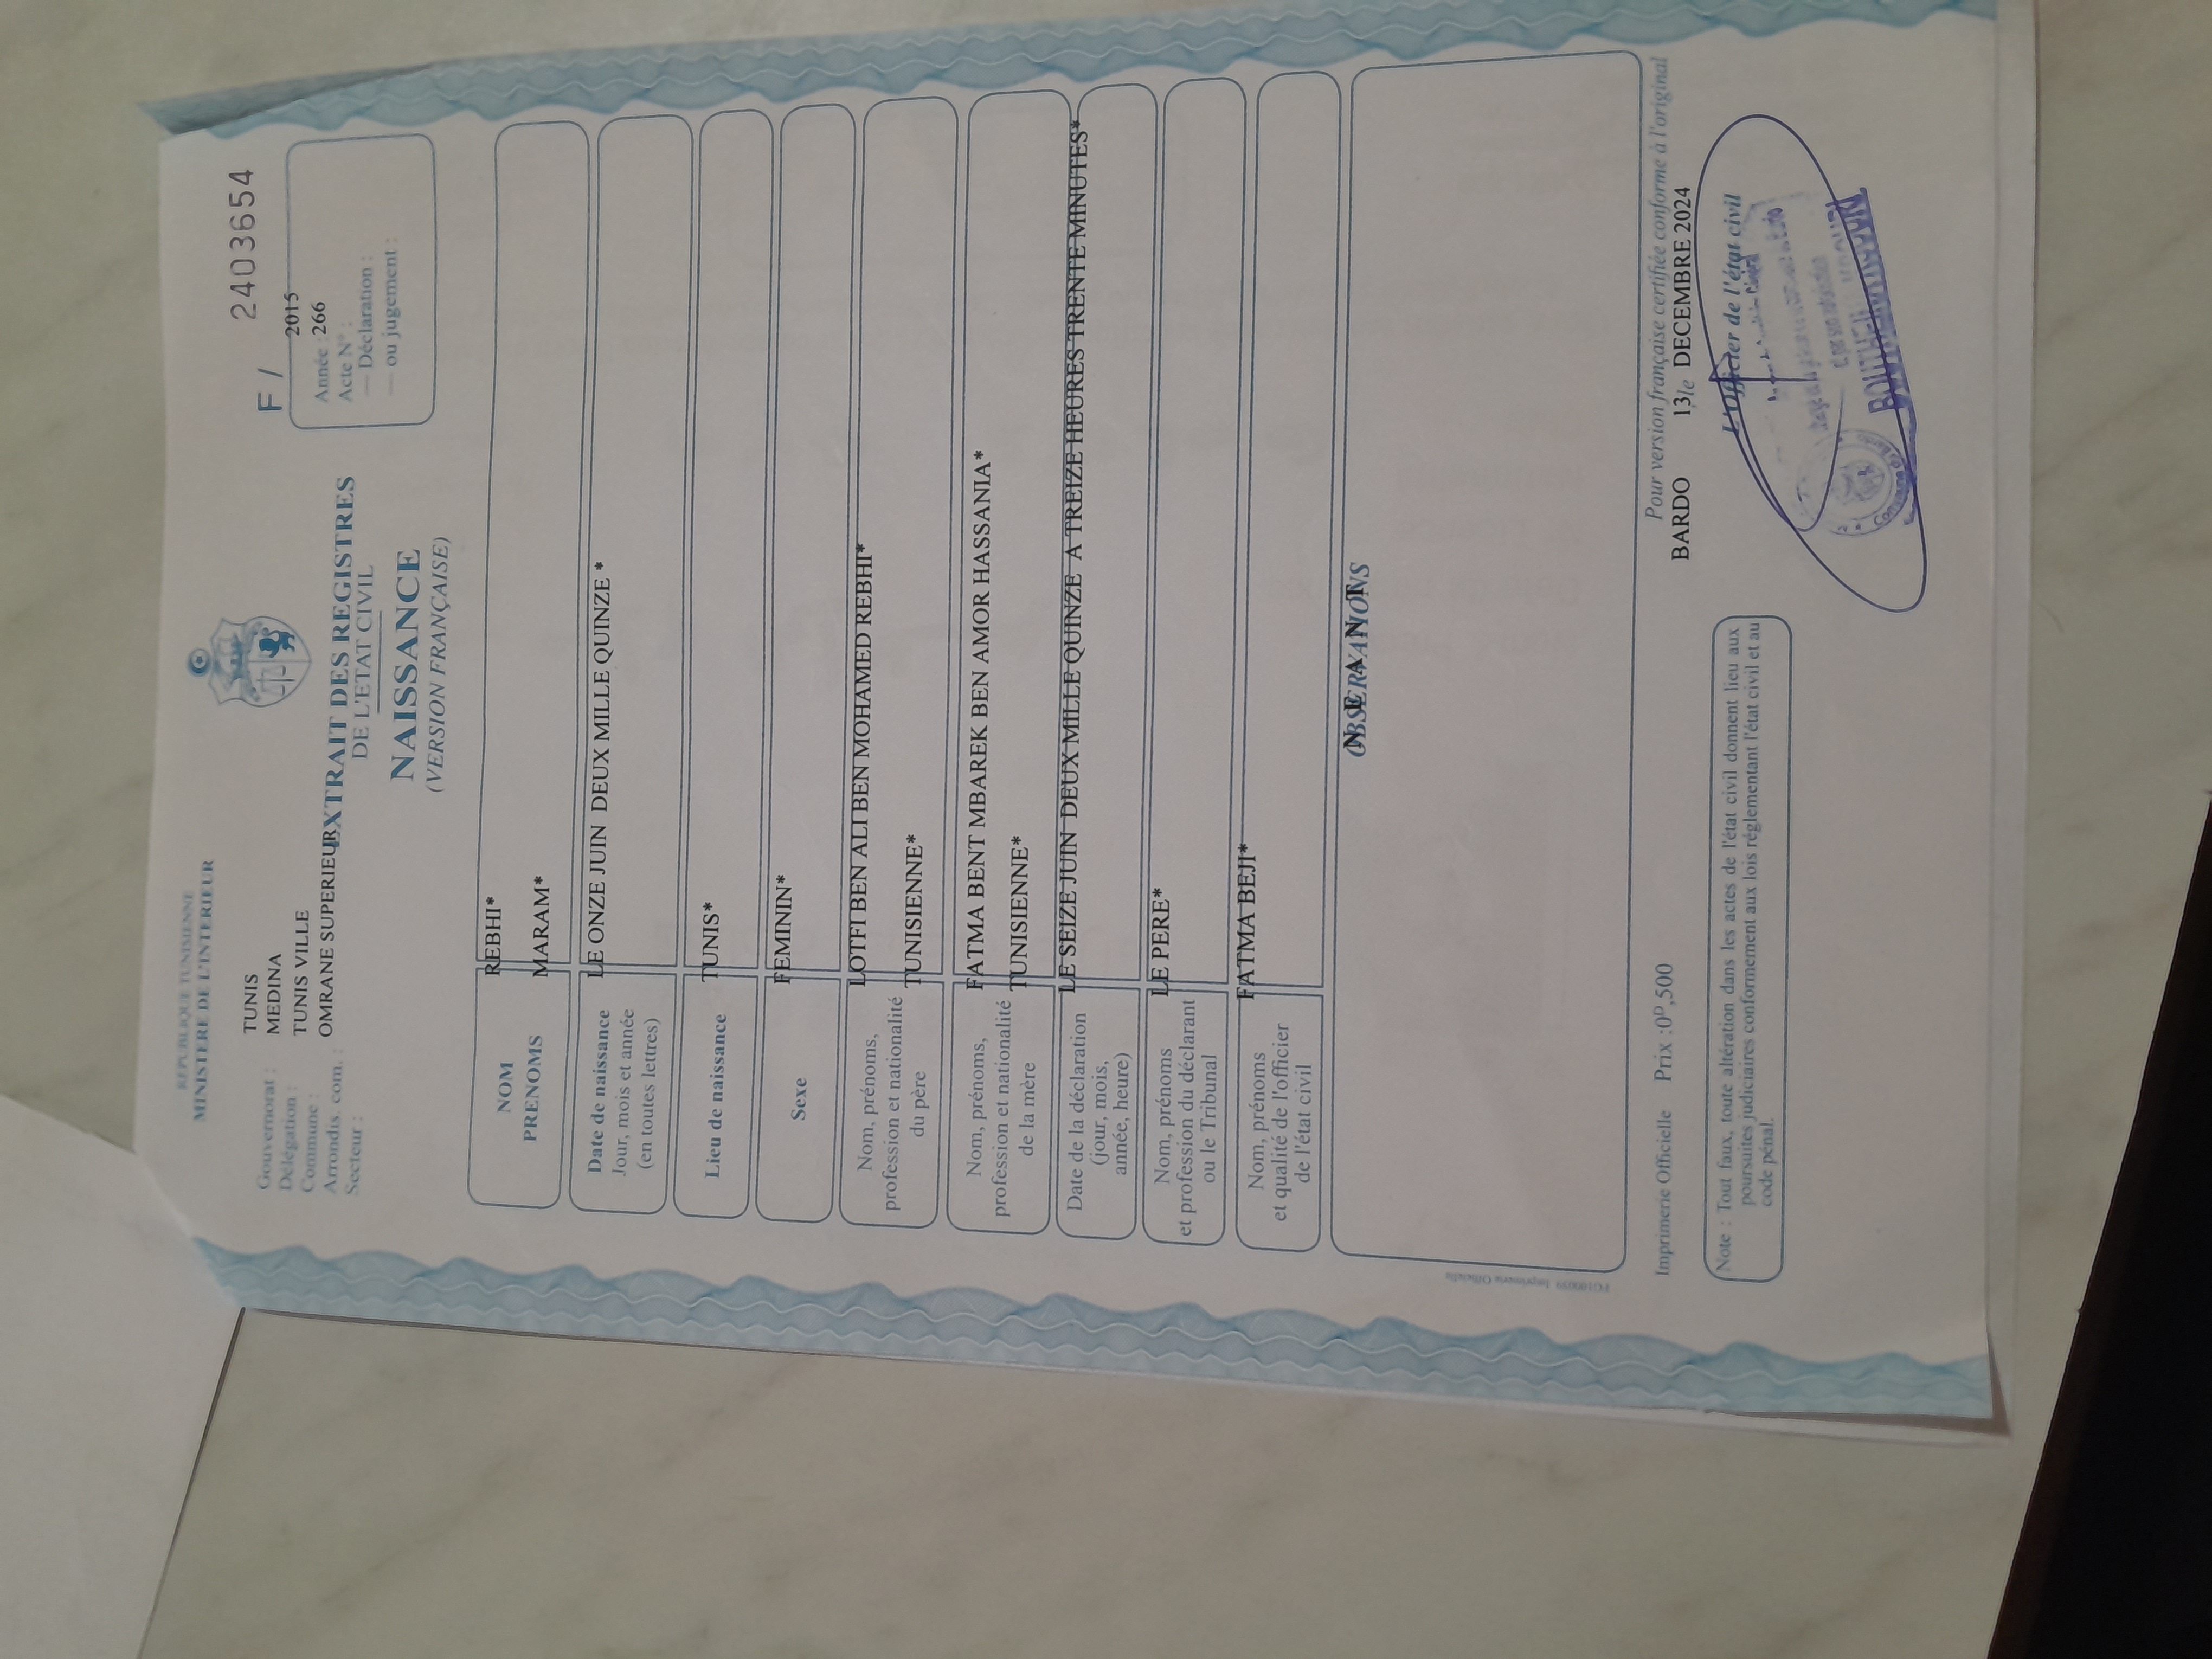 REPUBLIQUE TUNISIENNE
MINISTERE DE L'INTERIEUR
F / 2403654
Gouvernorat : TUNIS
Délégation : MEDINA
Commune : TUNIS VILLE
Arrondis. com. : OMRANE SUPERIEUR
Secteur :
2015
Année : 266
Acte N° :
— Déclaration :
— ou jugement :
EXTRAIT DES REGISTRES
DE L'ETAT CIVIL
NAISSANCE
(VERSION FRANÇAISE)
NOM REBHI*
PRENOMS MARAM*
Date de naissance LE ONZE JUIN DEUX MILLE QUINZE *
Jour, mois et année
(en toutes lettres)
Lieu de naissance TUNIS*
Sexe FEMININ*
Nom, prénoms, LOTFI BEN ALI BEN MOHAMED REBHI*
profession et nationalité
du père TUNISIENNE*
Nom, prénoms, FATMA BENT MBAREK BEN AMOR HASSANIA*
profession et nationalité
de la mère TUNISIENNE*
Date de la déclaration LE SEIZE JUIN DEUX MILLE QUINZE A TREIZE HEURES TRENTE MINUTES*
(jour, mois,
année, heure)
Nom, prénoms LE PERE*
et profession du déclarant
ou le Tribunal
Nom, prénoms FATMA BEJI*
et qualité de l'officier
de l'état civil
OBSERVATIONS
N E A N T
Imprimerie Officielle
Imprimerie Officielle Prix : 0ᴰ,500
Pour version française certifiée conforme à l'original
BARDO 13 le DECEMBRE 2024
L'Officier de l'état civil
Note : Tout faux, toute altération dans les actes de l'état civil donnent lieu aux
poursuites judiciaires conformement aux lois réglementant l'état civil et au
code pénal.